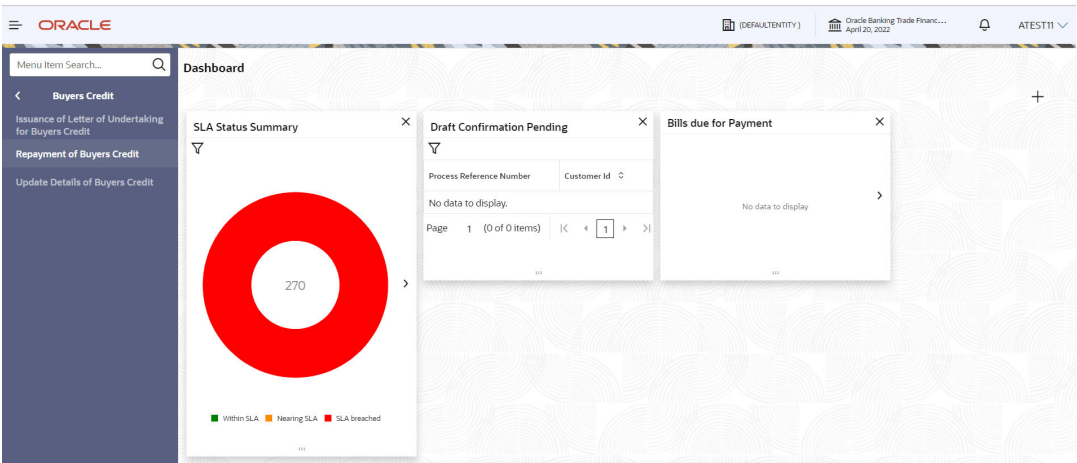 ORACLE
(DEFAULTENTITY)
Oracle Banking Trade Financ...
April 20, 2022
ATEST11
Menu Item Search...
Dashboard
Buyers Credit
Issuance of Letter of Undertaking
for Buyers Credit
Repayment of Buyers Credit
Update Details of Buyers Credit
SLA Status Summary
270
Within SLA
Nearing SLA
SLA breached
Draft Confirmation Pending
Process Reference Number
Customer Id
No data to display.
Page 1 (0 of 0 items) 1
Bills due for Payment
No data to display